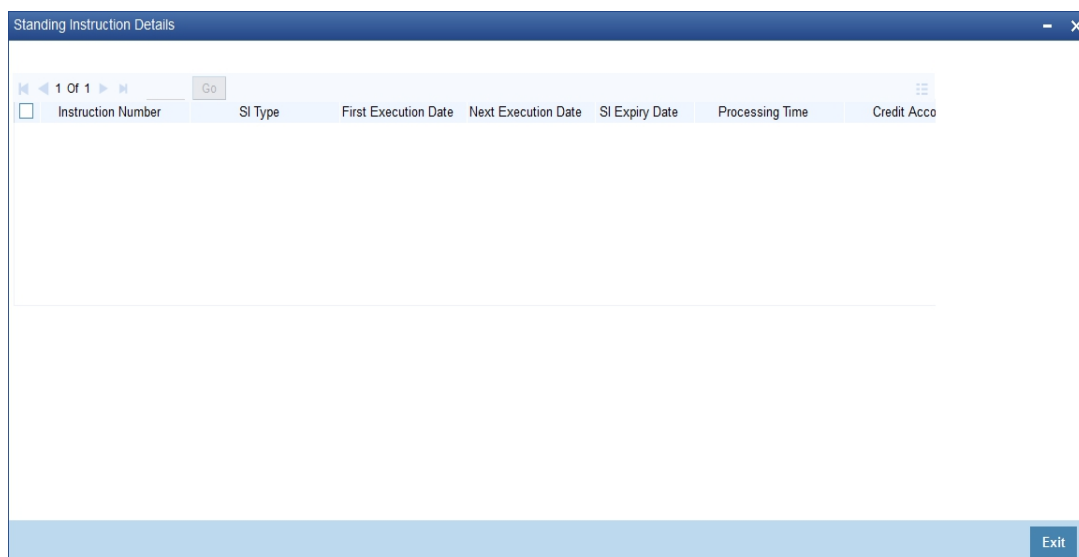 Standing Instruction Details
1 Of 1 Go
Instruction Number SI Type First Execution Date Next Execution Date SI Expiry Date Processing Time Credit Acco
Exit